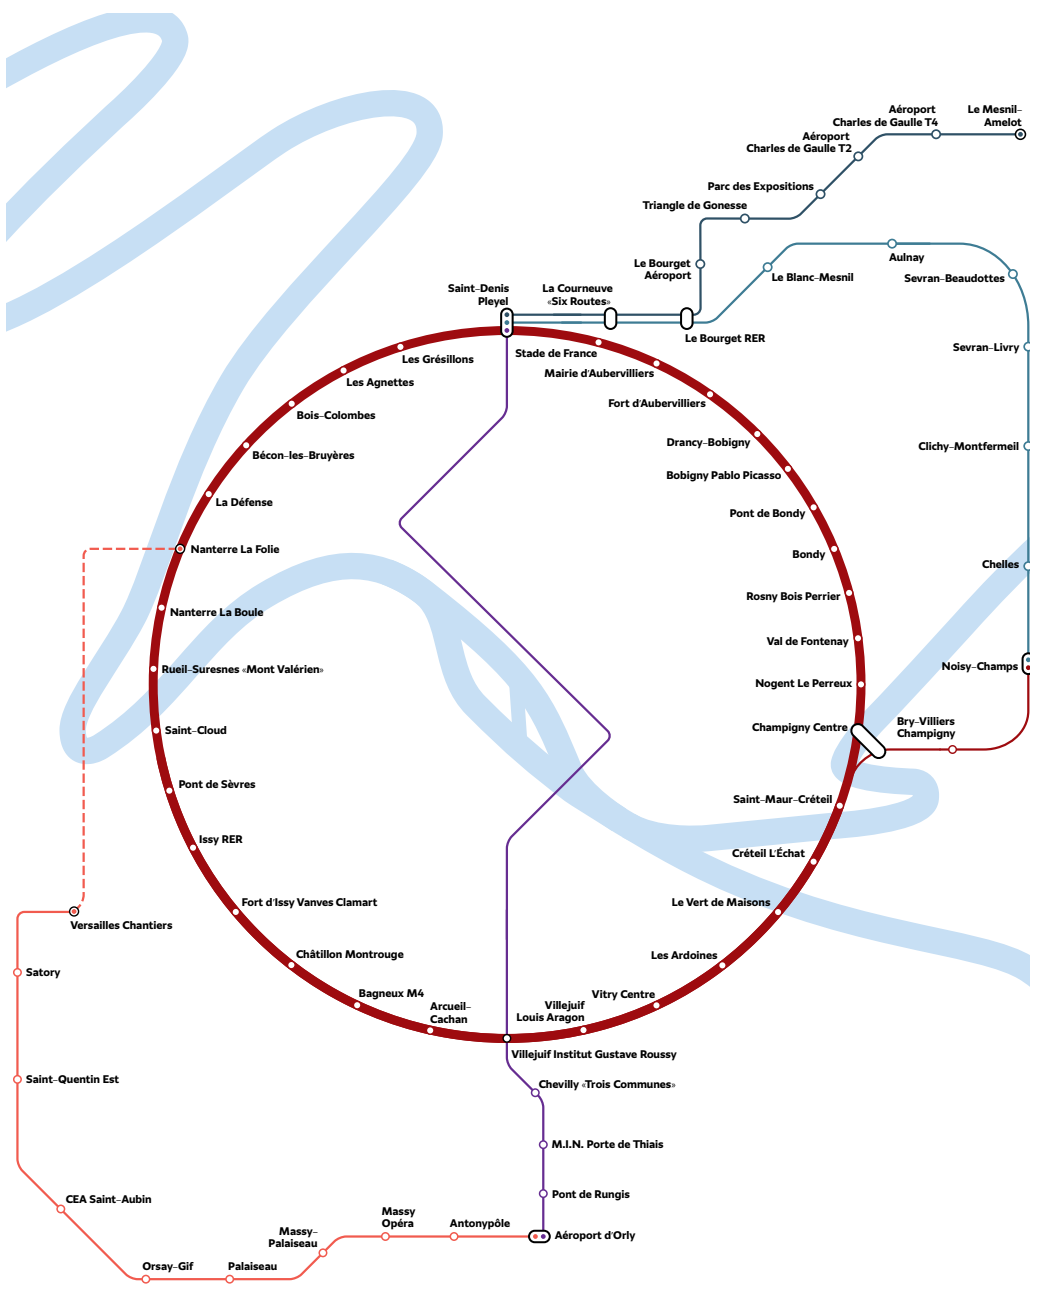 Aéroport
Charles de Gaulle T4
Le Mesnil–
Amelot
Aéroport
Charles de Gaulle T2
Parc des Expositions
Triangle de Gonesse
Le Bourget
Aéroport
Le Blanc–Mesnil
Aulnay
Sevran–Beaudottes
Saint–Denis
Pleyel
La Courneuve
«Six Routes»
Le Bourget RER
Sevran–Livry
Stade de France
Les Grésillons
Mairie d'Aubervilliers
Les Agnettes
Fort d'Aubervilliers
Bois–Colombes
Drancy–Bobigny
Clichy–Montfermeil
Bécon–les–Bruyères
Bobigny Pablo Picasso
La Défense
Pont de Bondy
Nanterre La Folie
Bondy
Chelles
Rosny Bois Perrier
Nanterre La Boule
Val de Fontenay
Rueil–Suresnes «Mont Valérien»
Noisy–Champs
Nogent Le Perreux
Saint–Cloud
Champigny Centre
Bry–Villiers
Champigny
Pont de Sèvres
Saint–Maur–Créteil
Issy RER
Créteil L'Échat
Fort d'Issy Vanves Clamart
Le Vert de Maisons
Versailles Chantiers
Châtillon Montrouge
Les Ardoines
Satory
Bagneux M4
Vitry Centre
Arcueil–
Cachan
Villejuif
Louis Aragon
Villejuif Institut Gustave Roussy
Saint–Quentin Est
Chevilly «Trois Communes»
M.I.N. Porte de Thiais
CEA Saint–Aubin
Pont de Rungis
Massy
Opéra
Antonypôle
Massy–
Palaiseau
Aéroport d'Orly
Orsay–Gif
Palaiseau